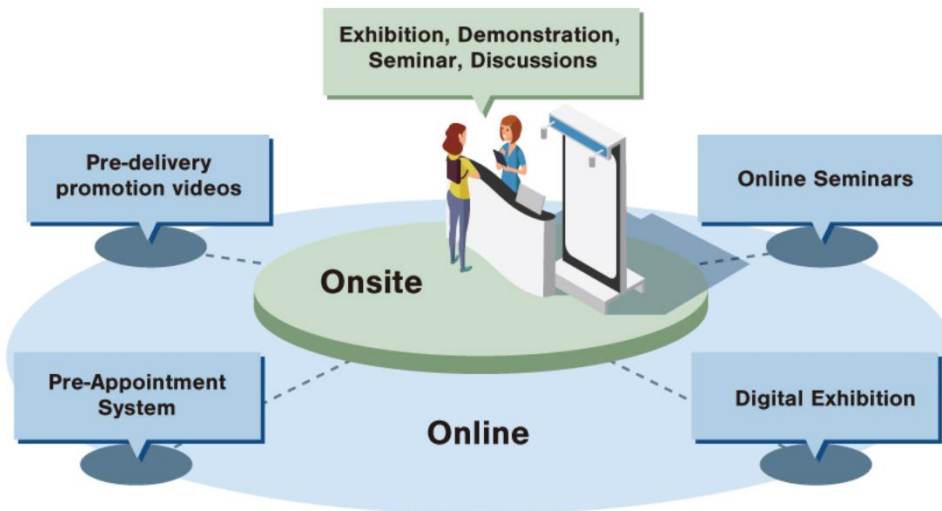 Exhibition, Demonstration,
Seminar, Discussions
Pre-delivery
promotion videos
Online Seminars
Onsite
Pre-Appointment
System
Digital Exhibition
Online